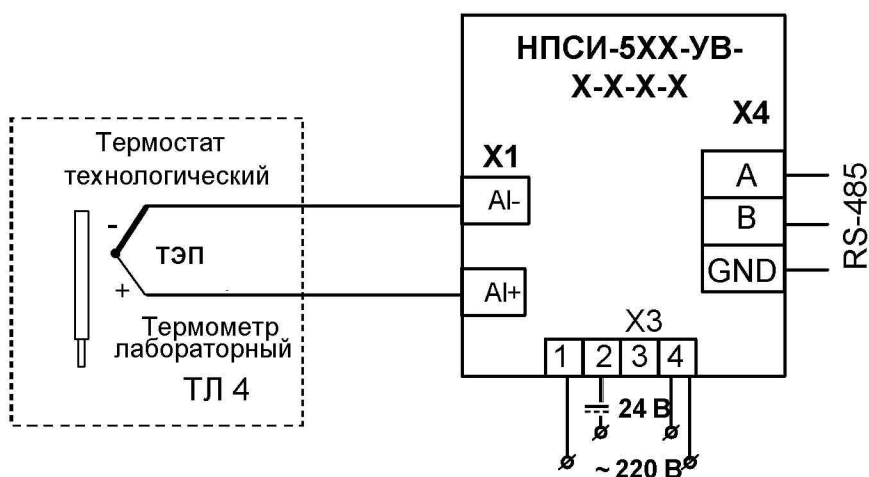 НПСИ-5ХХ-УВ-
Х-Х-Х-Х
Х4
Термостат
технологический
Х1
AI-
A
B
GND
RS-485
-
ТЭП
+
AI+
Термометр
лабораторный
ТЛ 4
Х3
1 2 3 4
24 В
~ 220 В